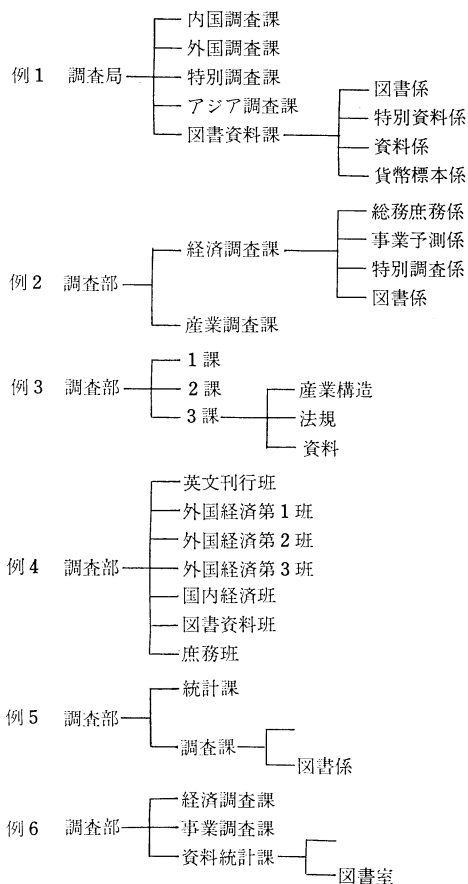 内国調査課
外国調査課
例1 調査局 特別調査課
アジア調査課
図書資料課
図書係
特別資料係
資料係
貨幣標本係
例2 調査部
経済調査課
総務庶務係
事業予測係
特別調査係
図書係
産業調査課
例3 調査部
1課
2課
3課
産業構造
法規
資料
例4 調査部
英文刊行班
外国経済第1班
外国経済第2班
外国経済第3班
国内経済班
図書資料班
庶務班
例5 調査部
統計課
調査課
図書係
例6 調査部
経済調査課
事業調査課
資料統計課
図書室